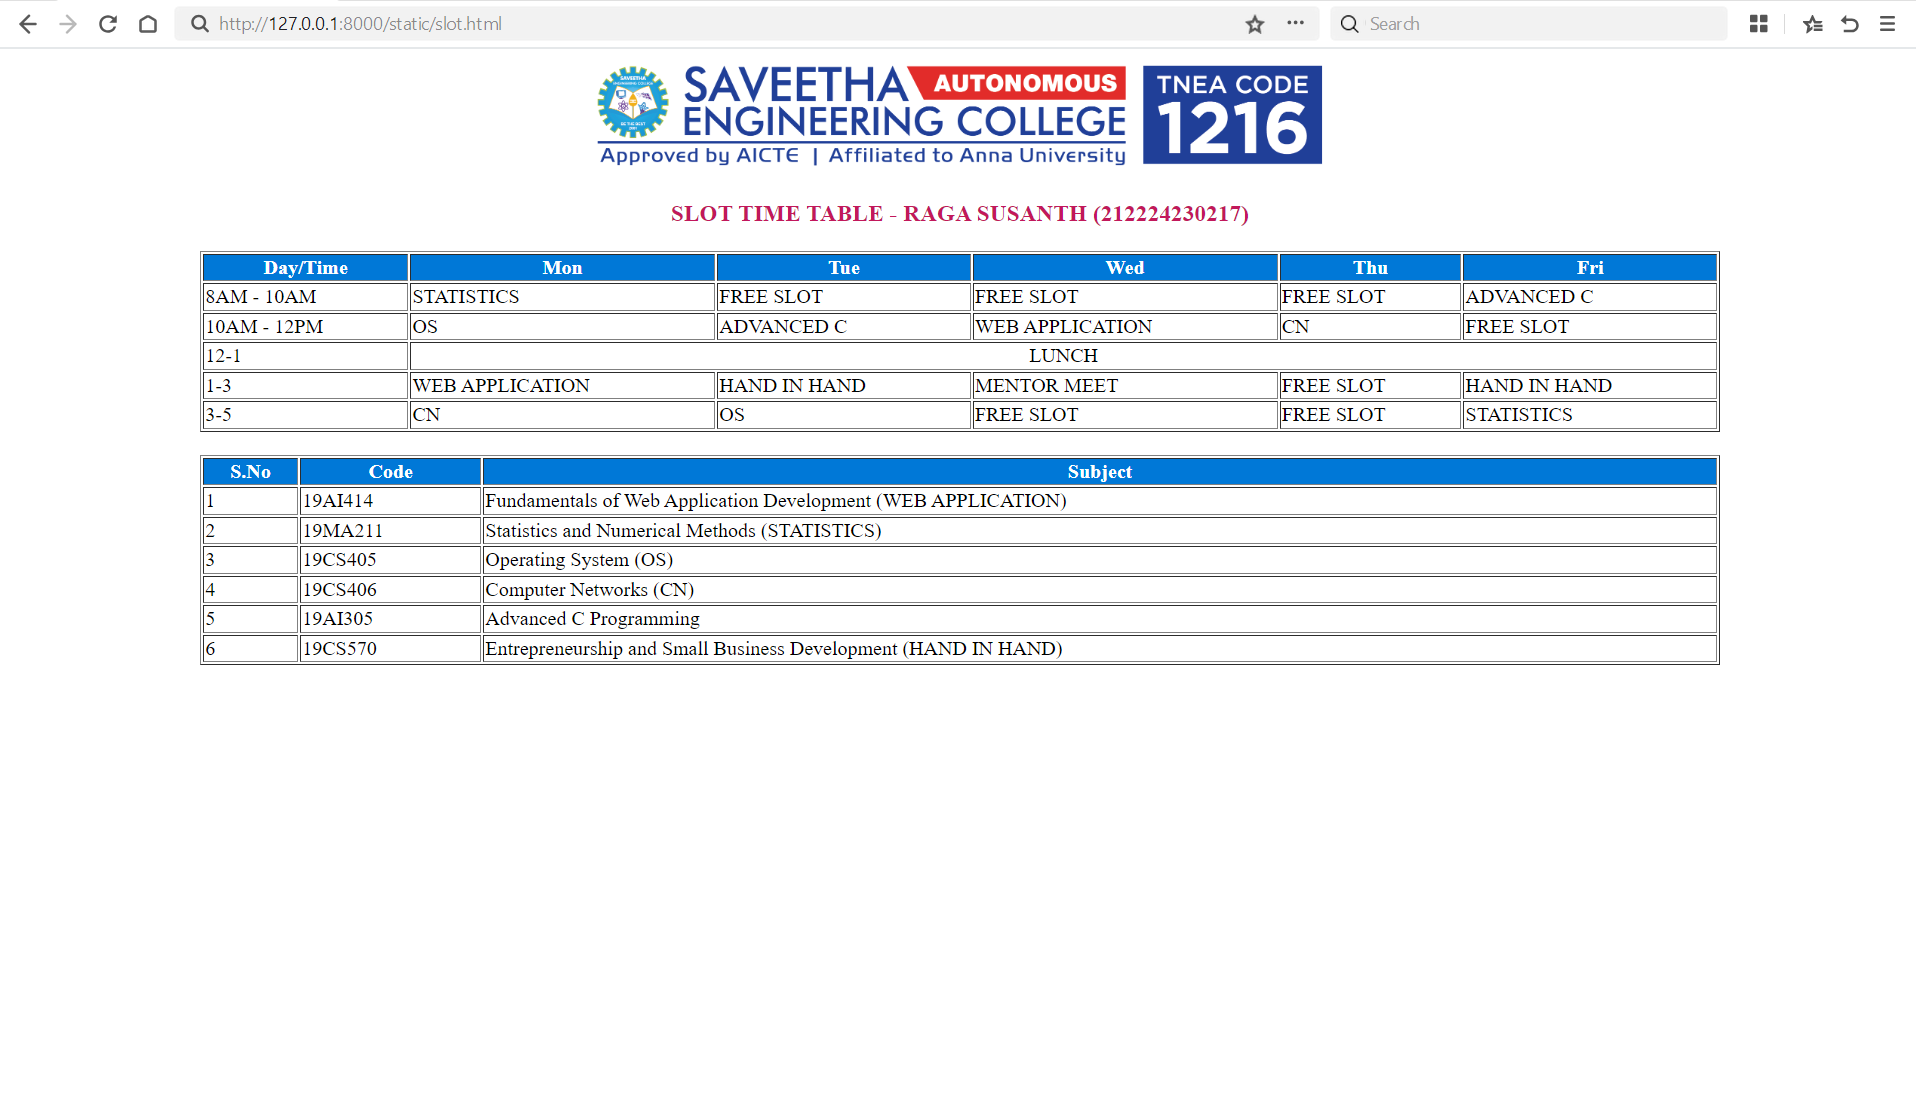 http://127.0.0.1:8000/static/slot.html Search
SAVEETHA AUTONOMOUS
ENGINEERING COLLEGE
Approved by AICTE | Affiliated to Anna University
TNEA CODE
1216
SLOT TIME TABLE - RAGA SUSANTH (212224230217)
Day/Time Mon Tue Wed Thu Fri
8AM - 10AM STATISTICS FREE SLOT FREE SLOT FREE SLOT ADVANCED C
10AM - 12PM OS ADVANCED C WEB APPLICATION CN FREE SLOT
12-1 LUNCH
1-3 WEB APPLICATION HAND IN HAND MENTOR MEET FREE SLOT HAND IN HAND
3-5 CN OS FREE SLOT FREE SLOT STATISTICS
S.No Code Subject
1 19AI414 Fundamentals of Web Application Development (WEB APPLICATION)
2 19MA211 Statistics and Numerical Methods (STATISTICS)
3 19CS405 Operating System (OS)
4 19CS406 Computer Networks (CN)
5 19AI305 Advanced C Programming
6 19CS570 Entrepreneurship and Small Business Development (HAND IN HAND)